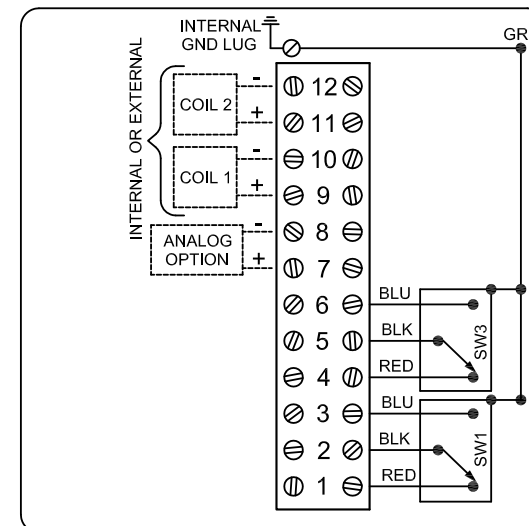 INTERNAL
GND LUG
GR
INTERNAL OR EXTERNAL
COIL 2
-
+
COIL 1
-
+
ANALOG
OPTION
-
+
12
11
10
9
8
7
6
5
4
3
2
1
BLU
BLK
RED
SW3
BLU
BLK
RED
SW1